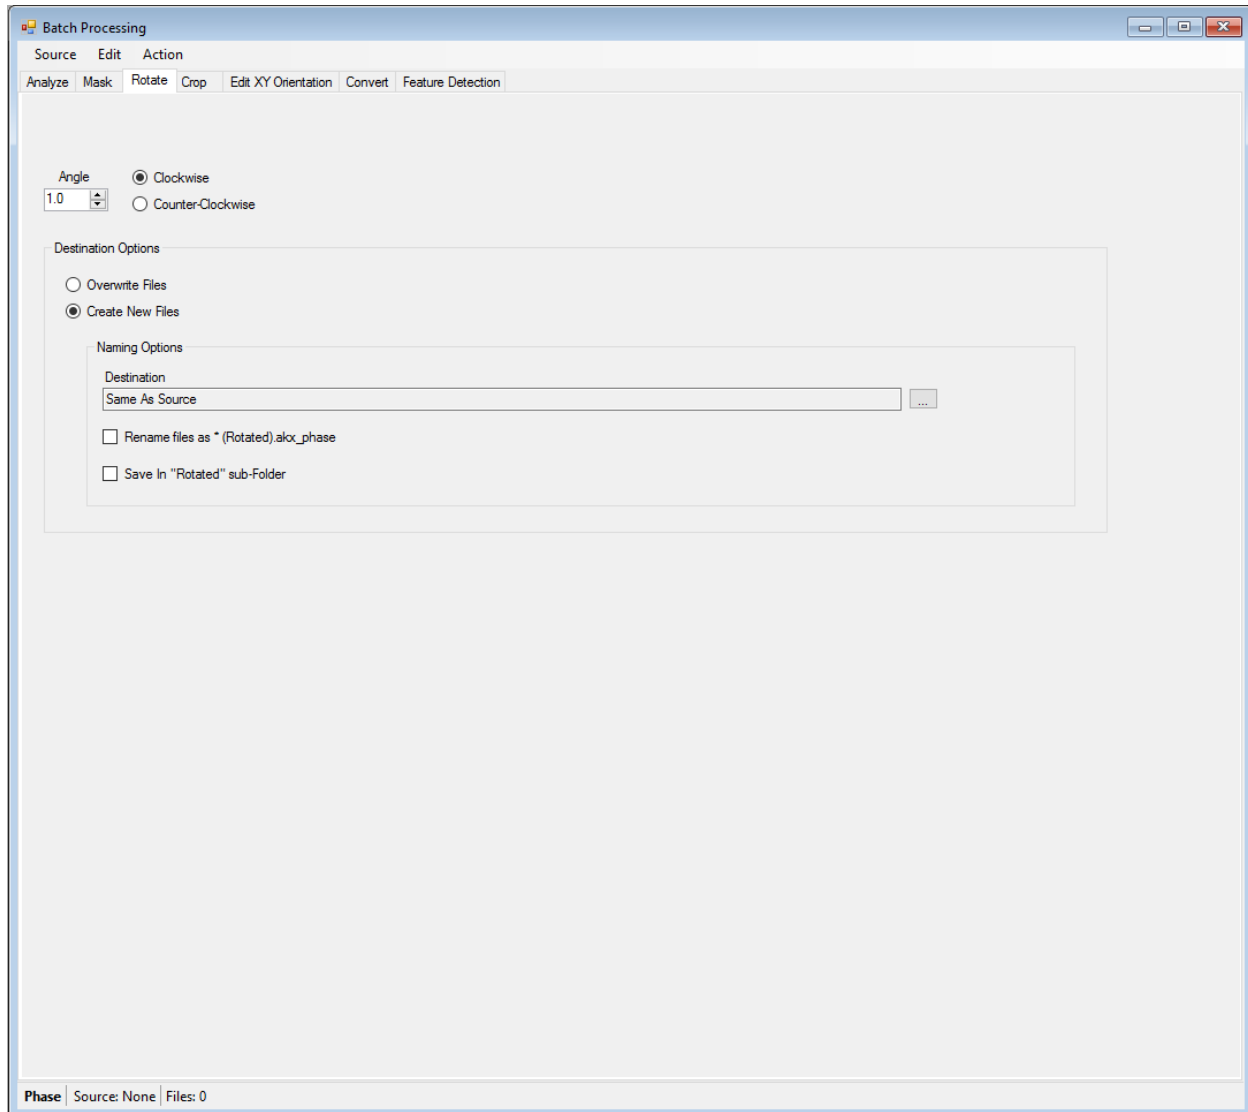 Batch Processing
Source Edit Action
Analyze Mask Rotate Crop Edit XY Orientation Convert Feature Detection
Angle
1.0
Clockwise
Counter-Clockwise
Destination Options
Overwrite Files
Create New Files
Naming Options
Destination
Same As Source
...
Rename files as * (Rotated).akx_phase
Save In "Rotated" sub-Folder
Phase Source: None Files: 0